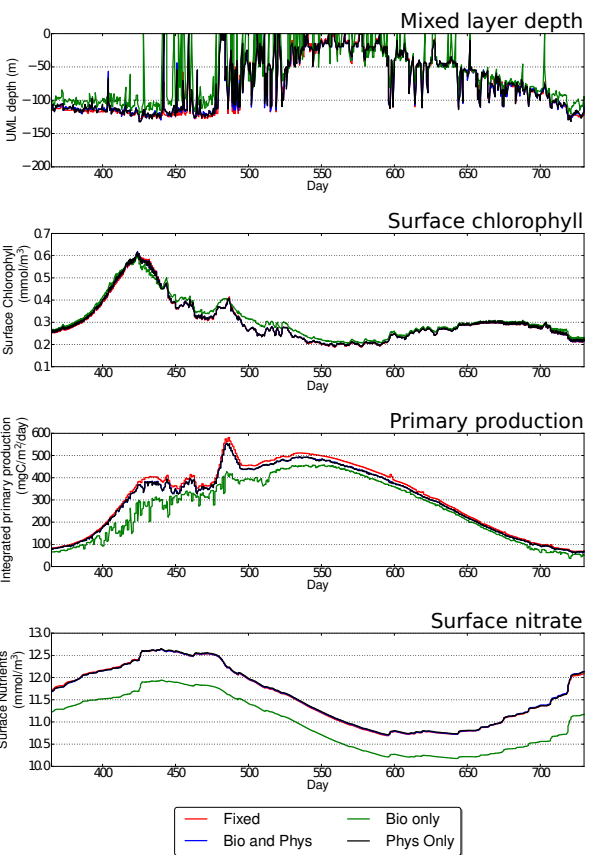 Mixed layer depth
UML depth (m)
0
−50
−100
−150
−200
400
450
500
550
600
650
700
Day
Surface chlorophyll
Surface Chlorophyll
(mmol/m³)
0.7
0.6
0.5
0.4
0.3
0.2
0.1
400
450
500
550
600
650
700
Day
Primary production
Integrated primary production
(mgC/m²/day)
600
500
400
300
200
100
0
400
450
500
550
600
650
700
Day
Surface nitrate
Surface Nutrients
(mmol/m³)
13.0
12.5
12.0
11.5
11.0
10.5
10.0
400
450
500
550
600
650
700
Day
Fixed
Bio only
Bio and Phys
Phys Only